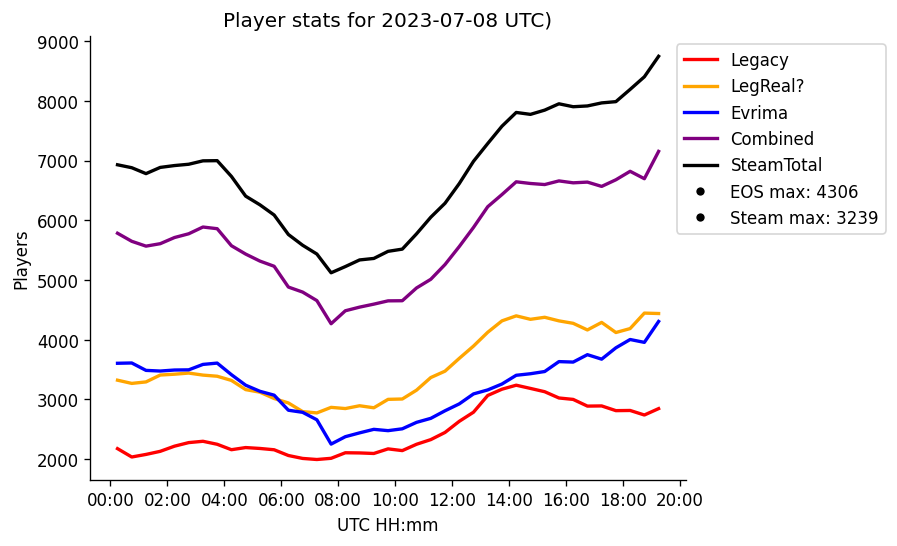 Player stats for 2023-07-08 UTC)
9000
8000
7000
6000
5000
4000
3000
2000
Players
00:00 02:00 04:00 06:00 08:00 10:00 12:00 14:00 16:00 18:00 20:00
UTC HH:mm
Legacy
LegReal?
Evrima
Combined
SteamTotal
EOS max: 4306
Steam max: 3239